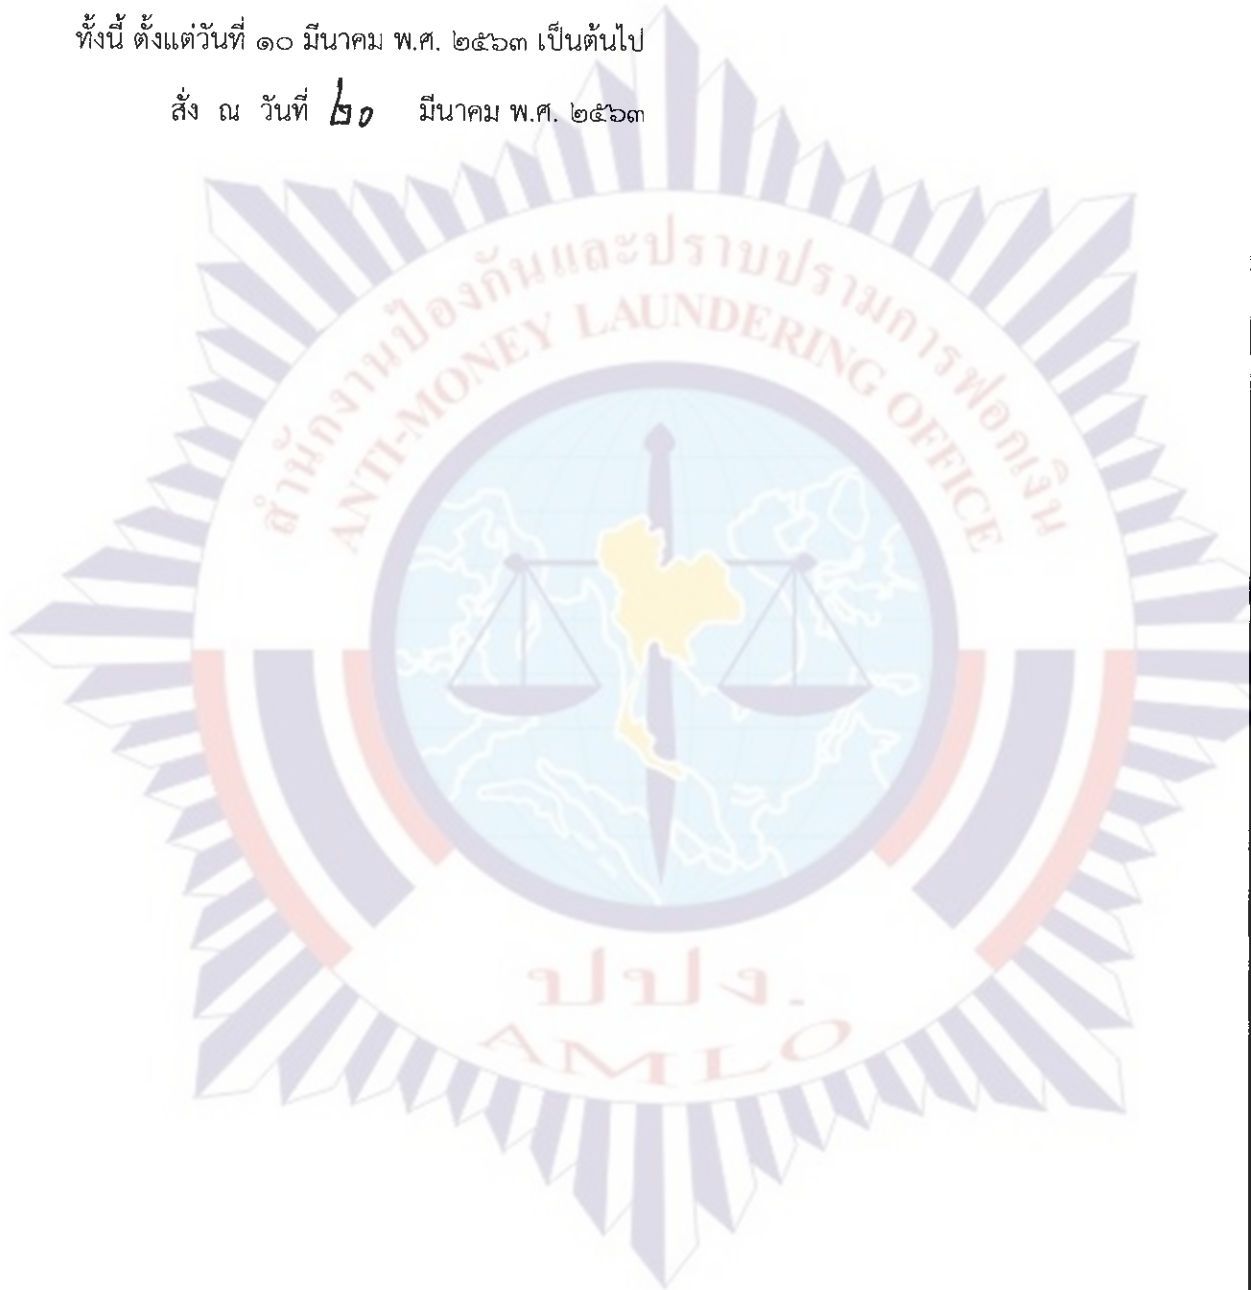 ทั้งนี้ ตั้งแต่วันที่ ๑๐ มีนาคม พ.ศ. ๒๕๖๓ เป็นต้นไป
สั่ง ณ วันที่ ๒๐ มีนาคม พ.ศ. ๒๕๖๓
สำนักงานป้องกันและปราบปรามการฟอกเงิน
ANTI-MONEY LAUNDERING OFFICE
ปปง.
AMLO